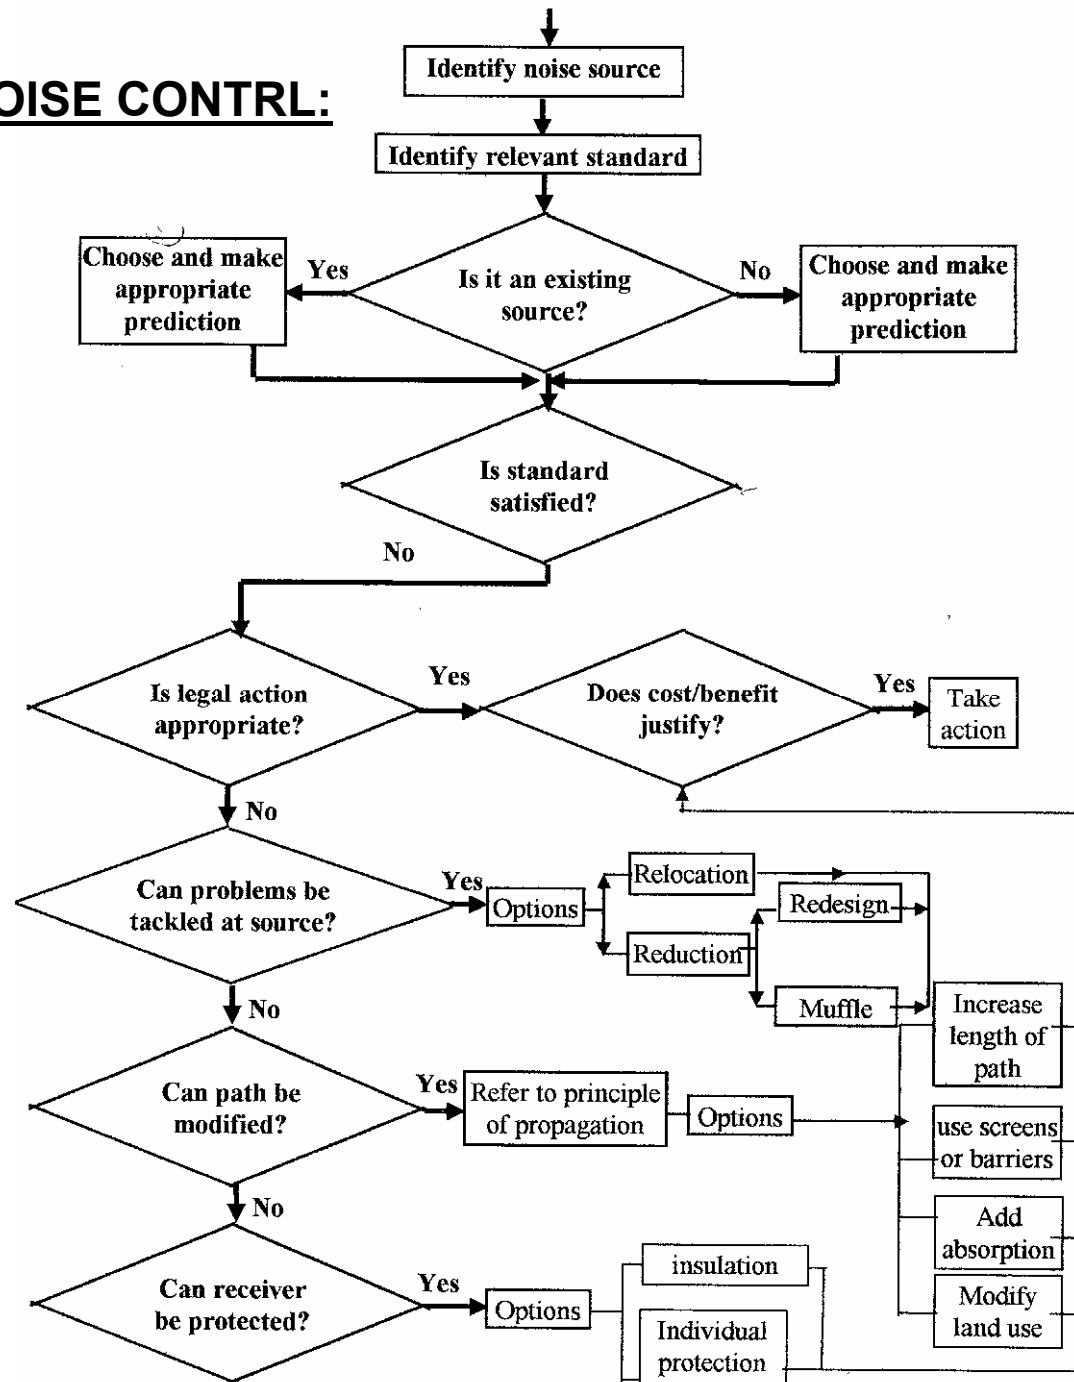 Identify noise source
OISE CONTRL:
Identify relevant standard
Choose and make
appropriate
prediction
Yes
Is it an existing
source?
No
Choose and make
appropriate
prediction
Is standard
satisfied?
No
Is legal action
appropriate?
Yes
Does cost/benefit
justify?
Yes
Take
action
No
Can problems be
tackled at source?
Yes
Options
Relocation
Reduction
Redesign
Muffle
No
Can path be
modified?
Yes
Refer to principle
of propagation
Options
Increase
length of
path
use screens
or barriers
Add
absorption
Modify
land use
No
Can receiver
be protected?
Yes
Options
insulation
Individual
protection